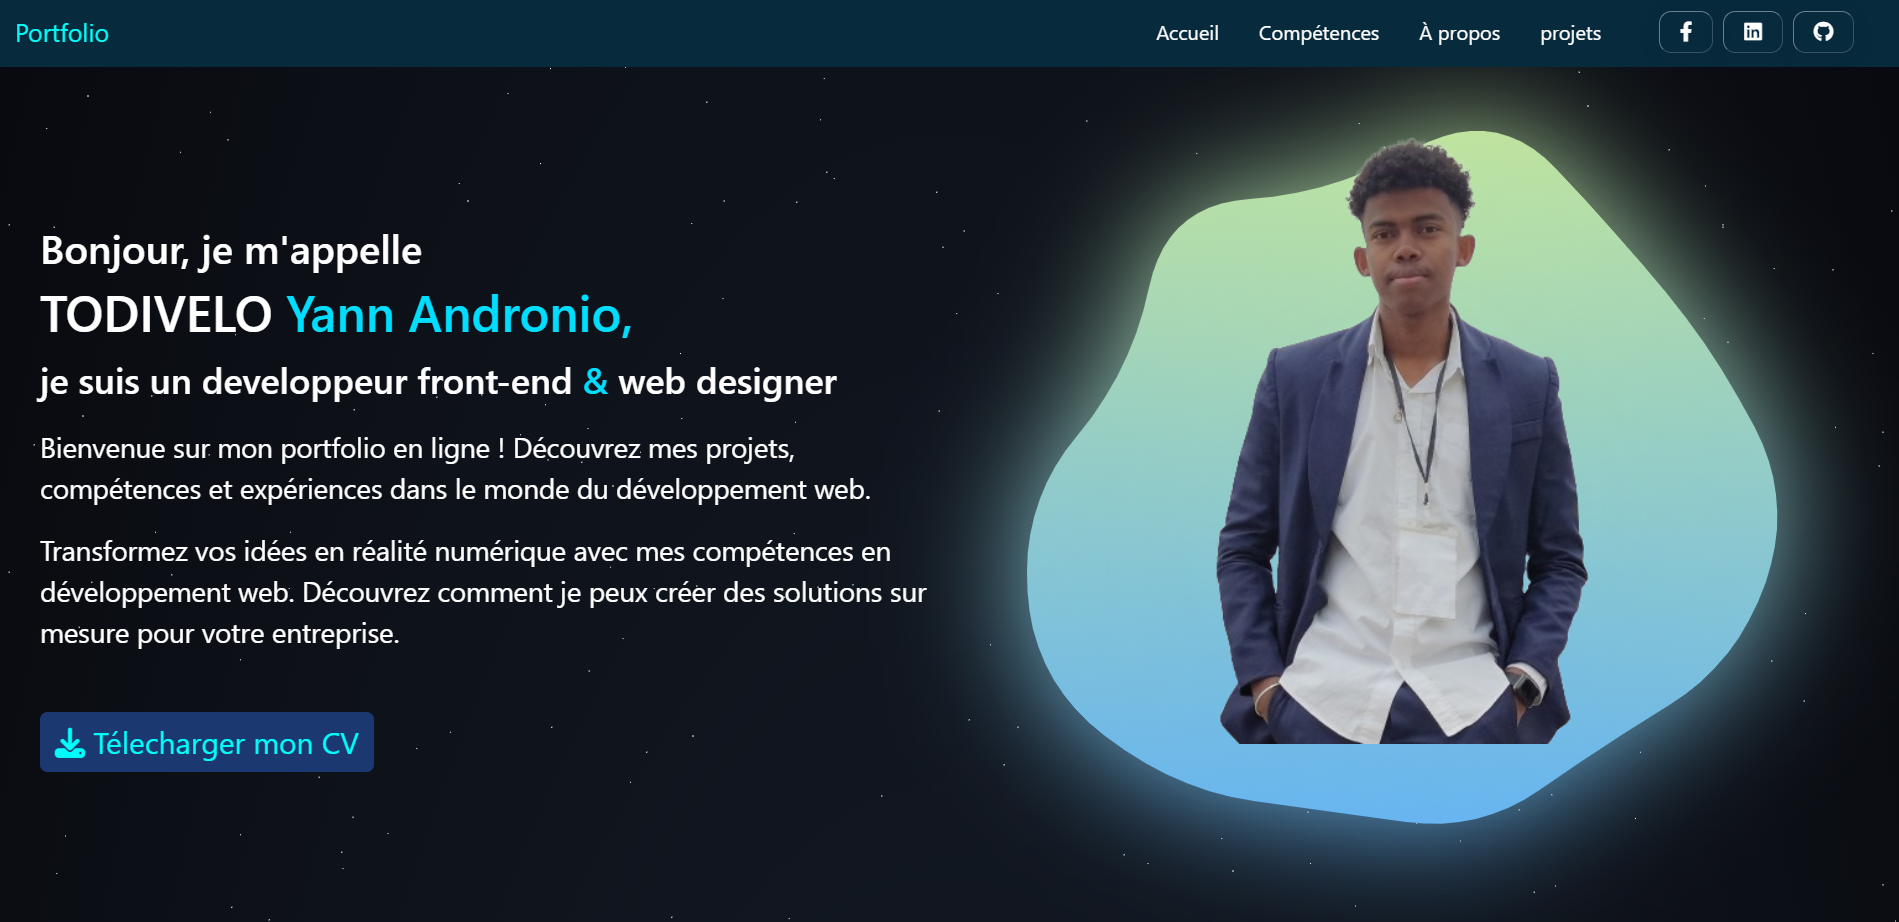 Portfolio
Accueil Compétences À propos projets
Bonjour, je m'appelle
TODIVELO Yann Andronio,
je suis un developpeur front-end & web designer
Bienvenue sur mon portfolio en ligne ! Découvrez mes projets,
compétences et expériences dans le monde du développement web.
Transformez vos idées en réalité numérique avec mes compétences en
développement web. Découvrez comment je peux créer des solutions sur
mesure pour votre entreprise.
Télecharger mon CV